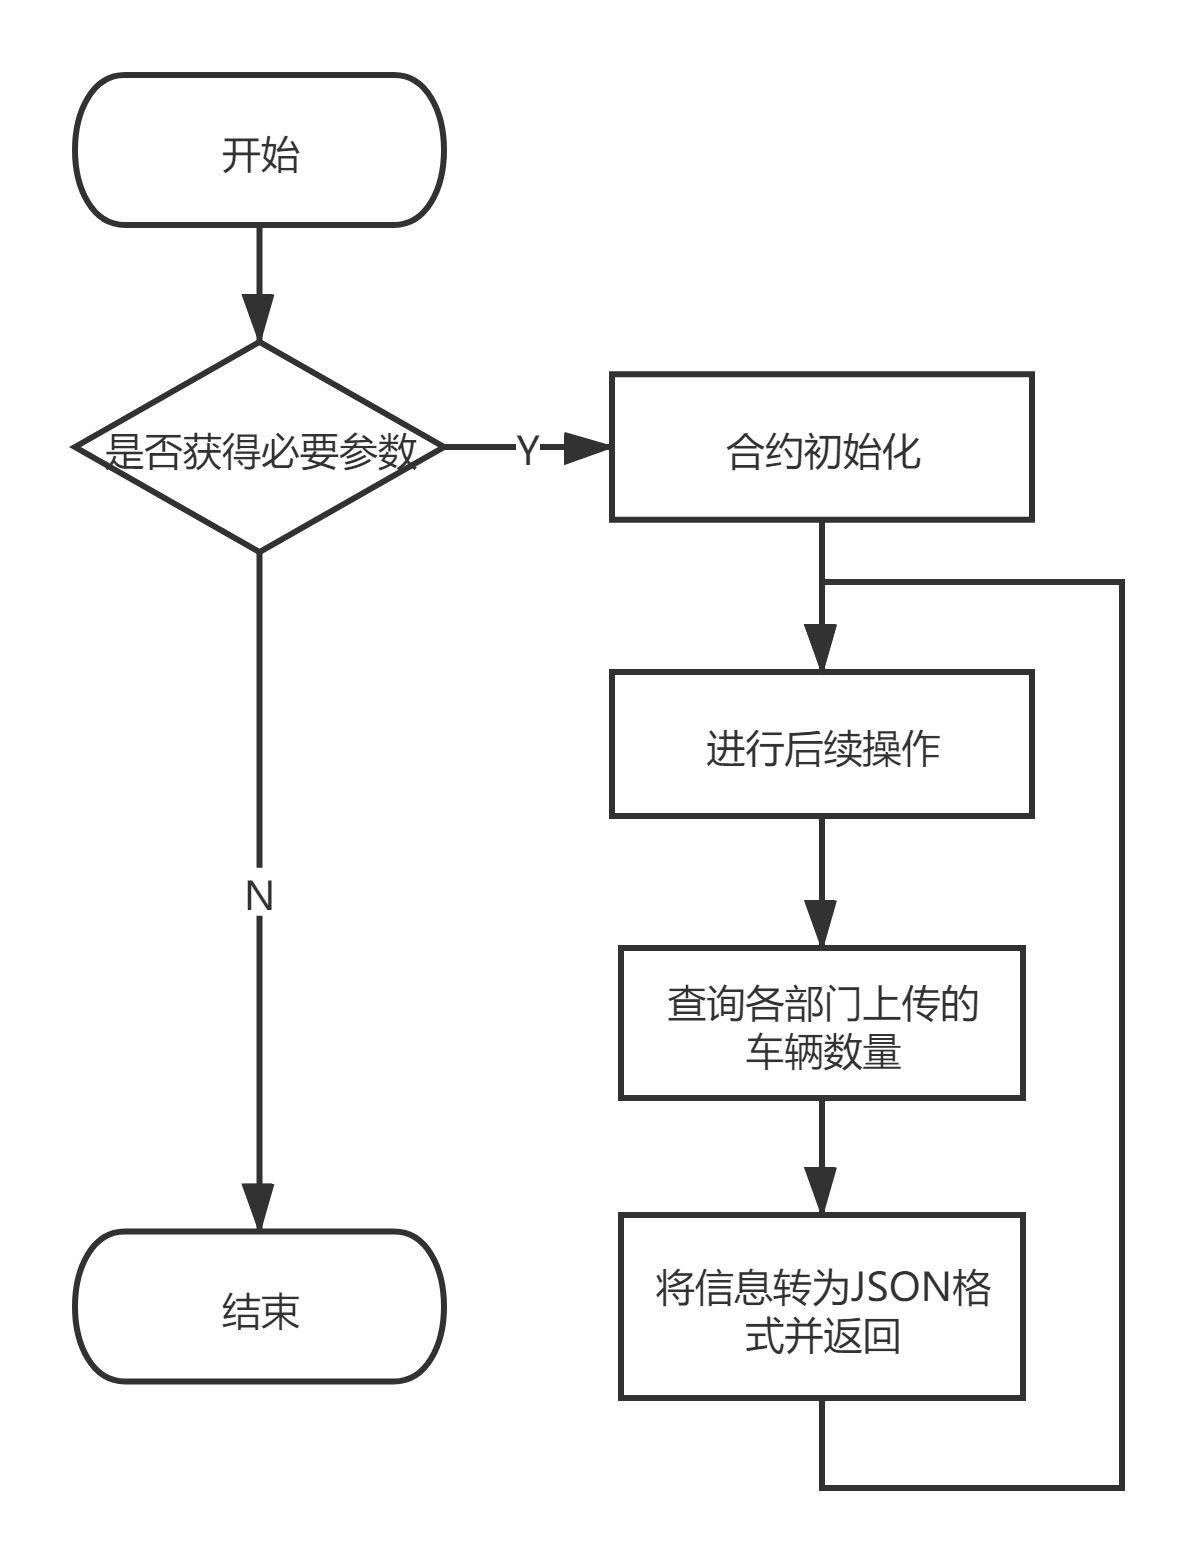 开始
是否获得必要参数
Y
合约初始化
进行后续操作
N
查询各部门上传的
车辆数量
将信息转为JSON格
式并返回
结束